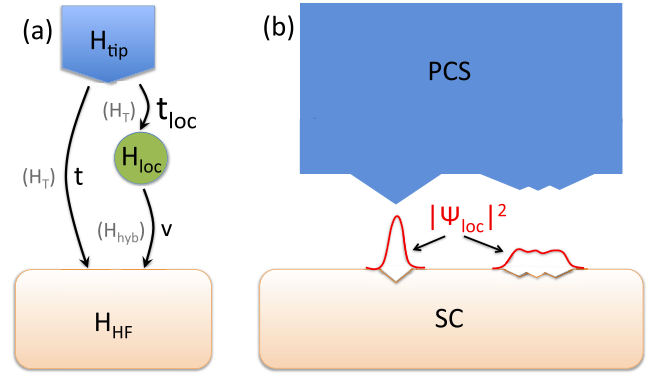 (a)
H_tip
(H_T) t_loc
H_loc
(H_T) t
(H_hyb) v
H_HF
(b)
PCS
|Ψ_loc|²
SC